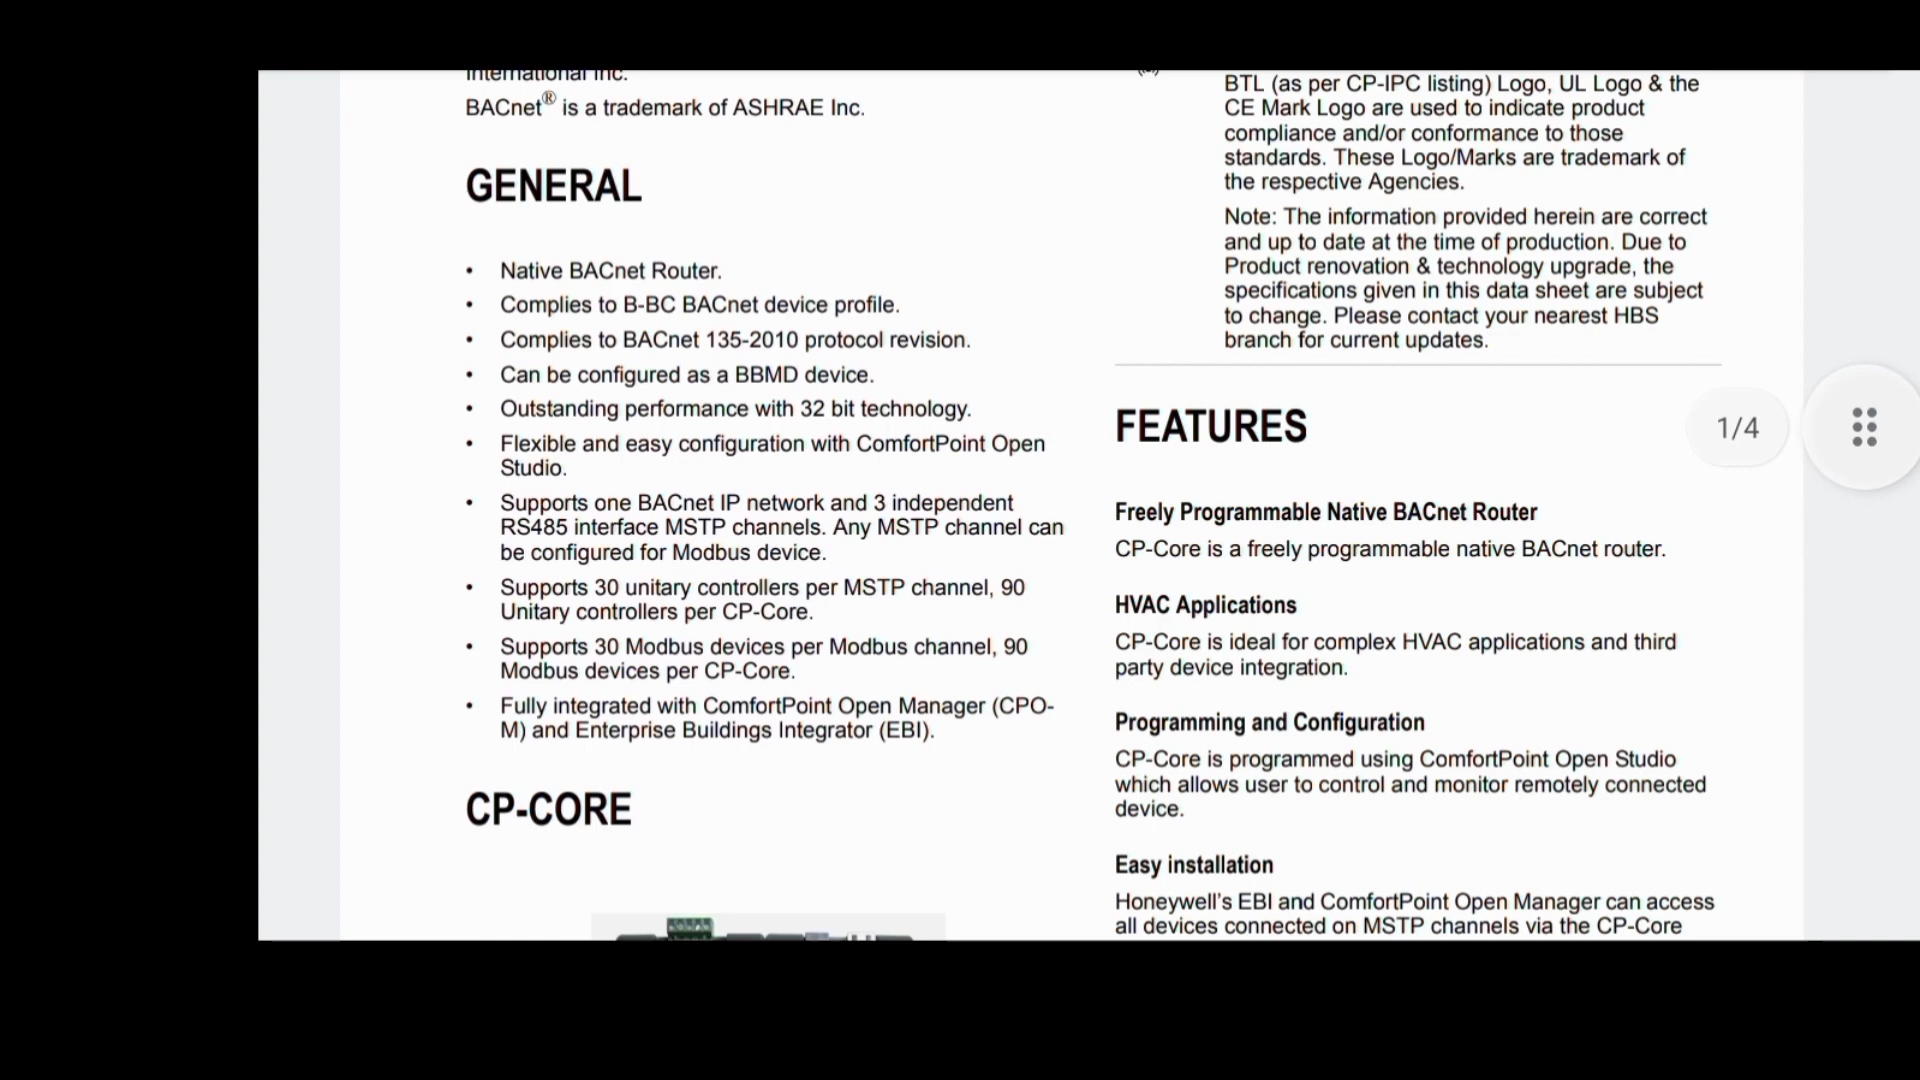 International Inc.
BACnet® is a trademark of ASHRAE Inc.
GENERAL
• Native BACnet Router.
• Complies to B-BC BACnet device profile.
• Complies to BACnet 135-2010 protocol revision.
• Can be configured as a BBMD device.
• Outstanding performance with 32 bit technology.
• Flexible and easy configuration with ComfortPoint Open
Studio.
• Supports one BACnet IP network and 3 independent
RS485 interface MSTP channels. Any MSTP channel can
be configured for Modbus device.
• Supports 30 unitary controllers per MSTP channel, 90
Unitary controllers per CP-Core.
• Supports 30 Modbus devices per Modbus channel, 90
Modbus devices per CP-Core.
• Fully integrated with ComfortPoint Open Manager (CPO-
M) and Enterprise Buildings Integrator (EBI).
CP-CORE
BTL (as per CP-IPC listing) Logo, UL Logo & the
CE Mark Logo are used to indicate product
compliance and/or conformance to those
standards. These Logo/Marks are trademark of
the respective Agencies.
Note: The information provided herein are correct
and up to date at the time of production. Due to
Product renovation & technology upgrade, the
specifications given in this data sheet are subject
to change. Please contact your nearest HBS
branch for current updates.
FEATURES
Freely Programmable Native BACnet Router
CP-Core is a freely programmable native BACnet router.
HVAC Applications
CP-Core is ideal for complex HVAC applications and third
party device integration.
Programming and Configuration
CP-Core is programmed using ComfortPoint Open Studio
which allows user to control and monitor remotely connected
device.
Easy installation
Honeywell's EBI and ComfortPoint Open Manager can access
all devices connected on MSTP channels via the CP-Core
1/4